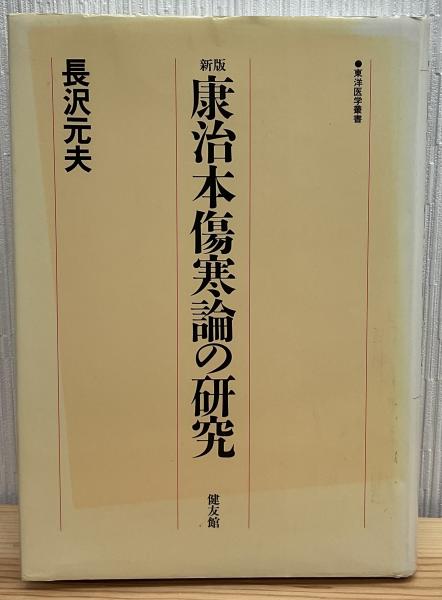 ●東洋医学叢書
新版
康治本傷寒論の研究
健友館
長沢元夫